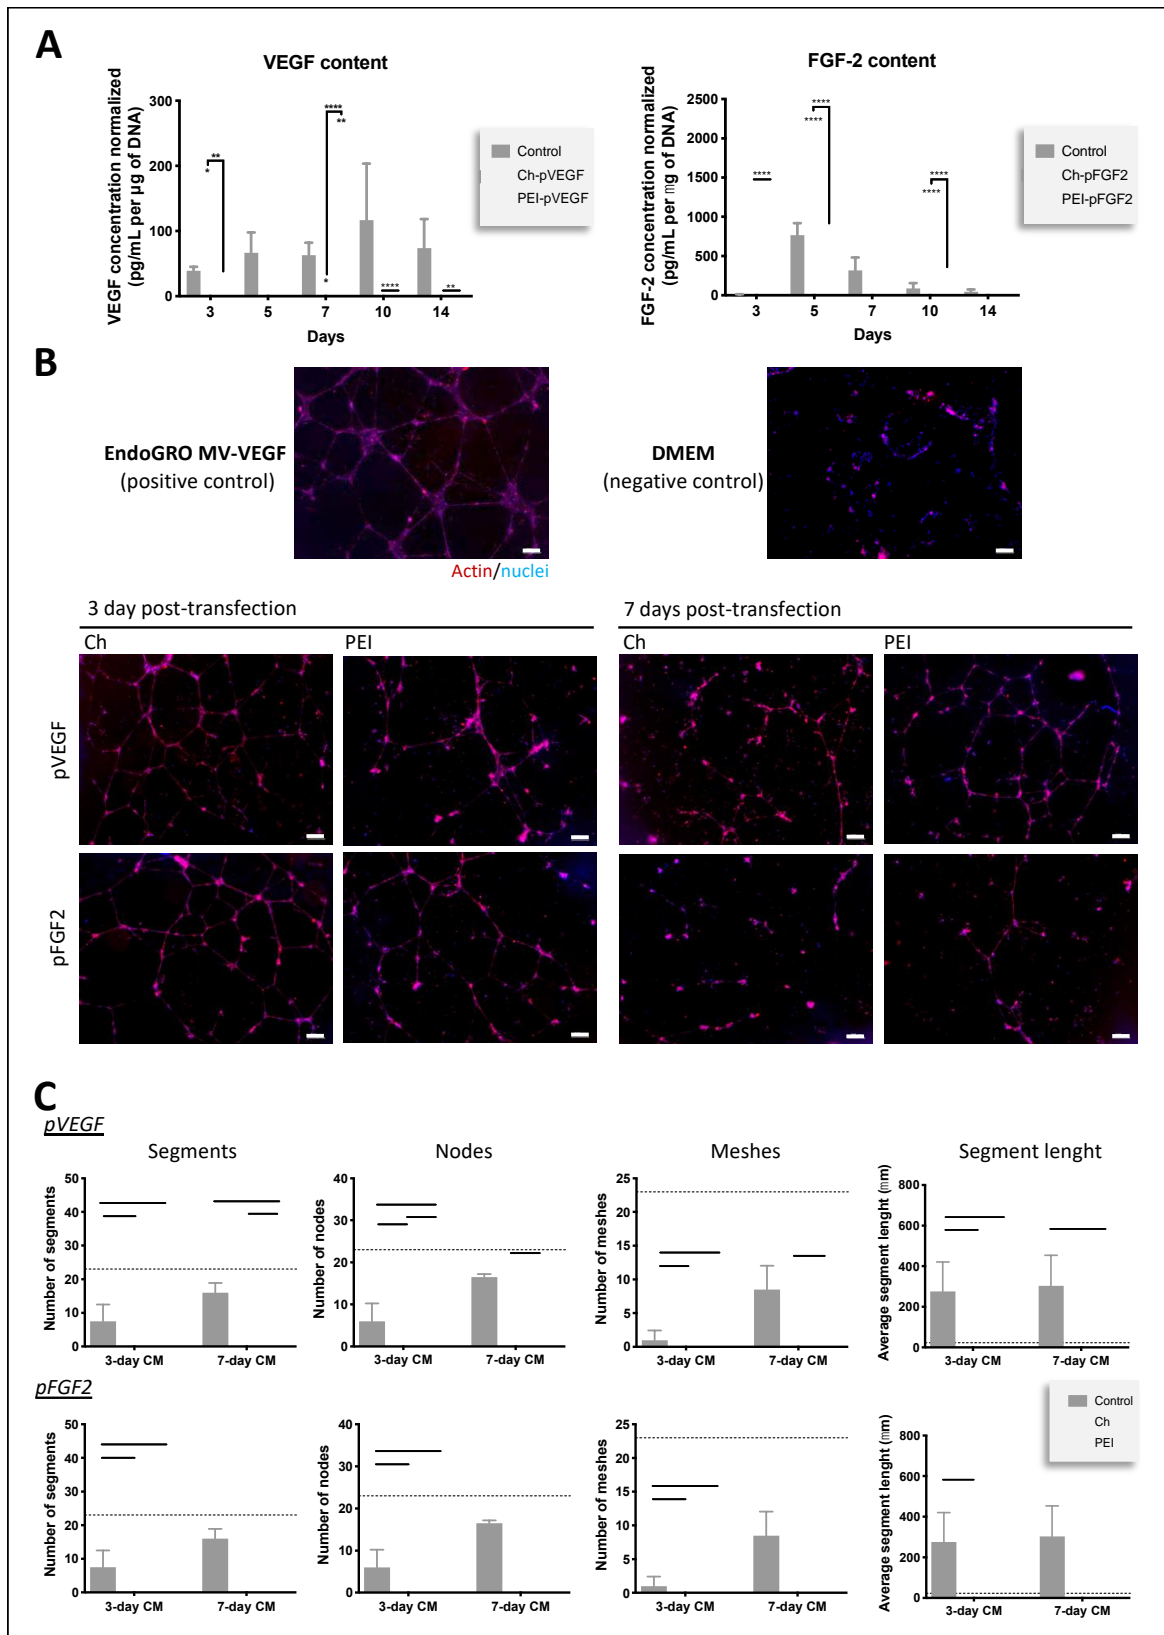 A
VEGF content
FGF-2 content
VEGF concentration normalized
(pg/mL per µg of DNA)
300
200
100
0
**
*
****
**
*
****
**
3 5 7 10 14
Days
Control
Ch-pVEGF
PEI-pVEGF
FGF-2 concentration normalized
(pg/mL per mg of DNA)
2500
2000
1500
1000
500
0
****
****
****
****
****
3 5 7 10 14
Days
Control
Ch-pFGF2
PEI-pFGF2
B
EndoGRO MV-VEGF
(positive control)
DMEM
(negative control)
Actin/nuclei
3 day post-transfection
7 days post-transfection
Ch PEI Ch PEI
pVEGF
pFGF2
C
pVEGF
Segments
Nodes
Meshes
Segment lenght
Number of segments
50
40
30
20
10
0
3-day CM 7-day CM
Number of nodes
40
30
20
10
0
3-day CM 7-day CM
Number of meshes
25
20
15
10
5
0
3-day CM 7-day CM
Average segment lenght (mm)
800
600
400
200
0
3-day CM 7-day CM
pFGF2
Control
Ch
PEI
Number of segments
50
40
30
20
10
0
3-day CM 7-day CM
Number of nodes
40
30
20
10
0
3-day CM 7-day CM
Number of meshes
25
20
15
10
5
0
3-day CM 7-day CM
Average segment lenght (mm)
800
600
400
200
0
3-day CM 7-day CM